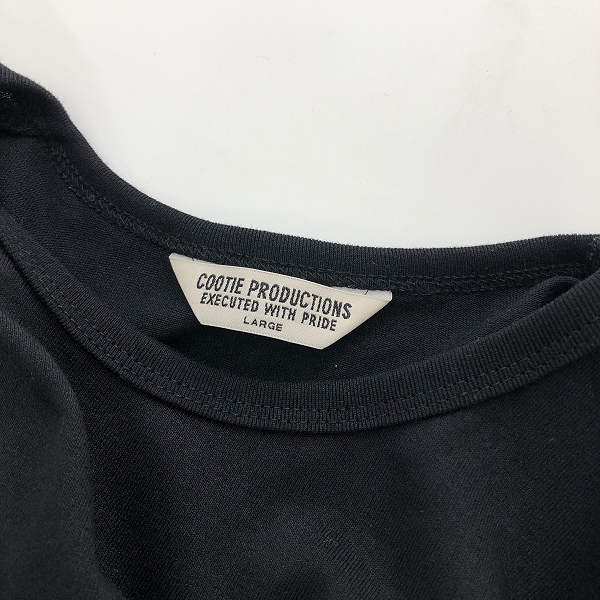 COOTIE PRODUCTIONS
EXECUTED WITH PRIDE
LARGE